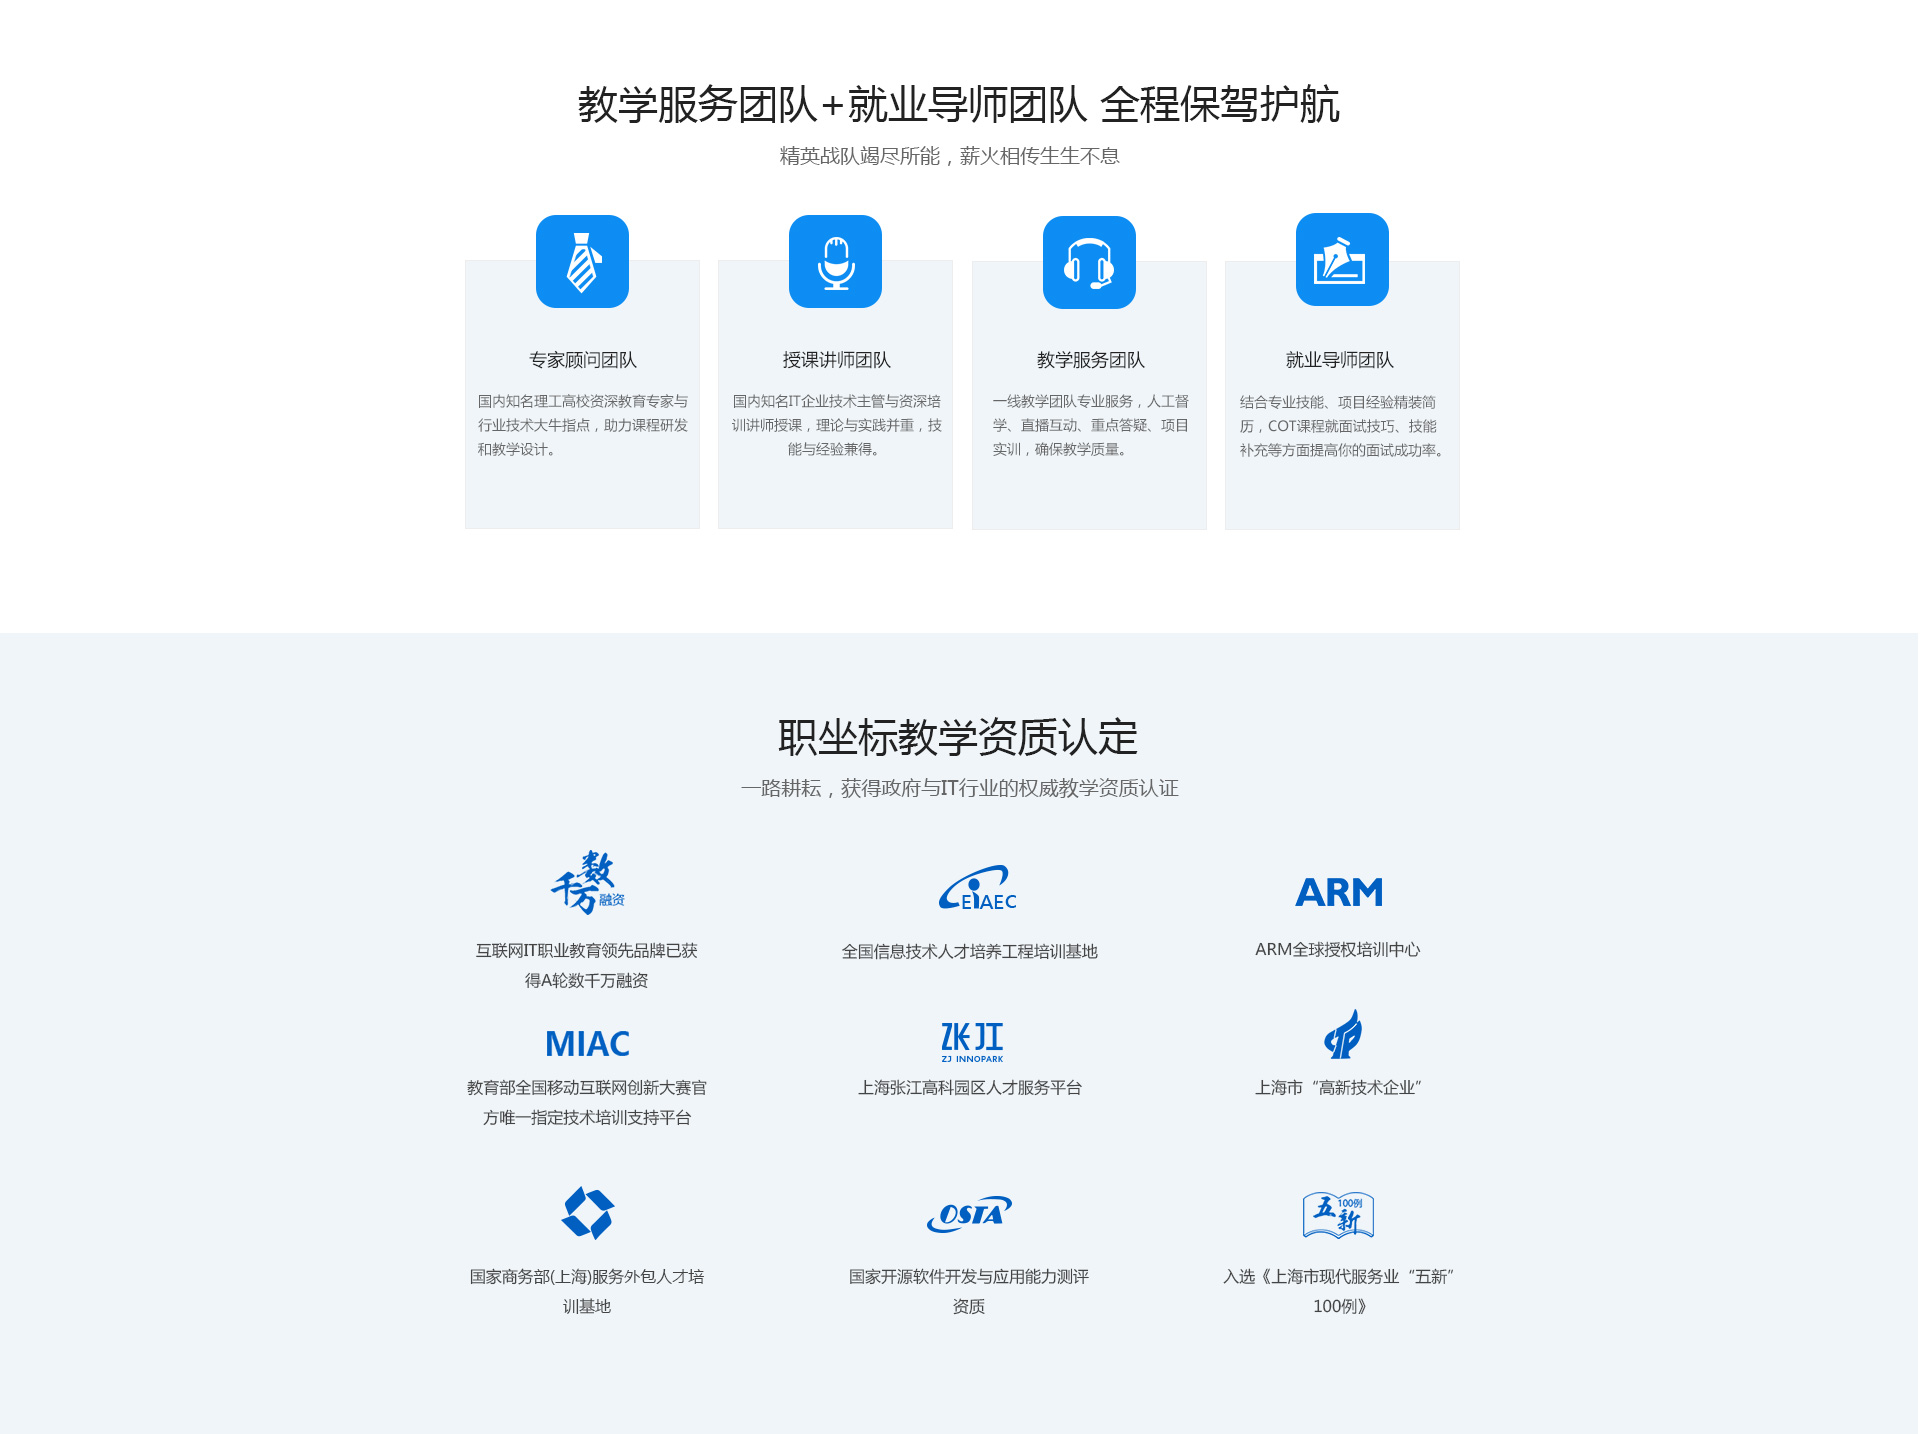 教学服务团队+就业导师团队 全程保驾护航
精英战队竭尽所能，薪火相传生生不息
专家顾问团队
国内知名理工高校资深教育专家与
行业技术大牛指点，助力课程研发
和教学设计。
授课讲师团队
国内知名IT企业技术主管与资深培
训讲师授课，理论与实践并重，技
能与经验兼得。
教学服务团队
一线教学团队专业服务，人工督
学、直播互动、重点答疑、项目
实训，确保教学质量。
就业导师团队
结合专业技能、项目经验精装简
历，COT课程就面试技巧、技能
补充等方面提高你的面试成功率。
职坐标教学资质认定
一路耕耘，获得政府与IT行业的权威教学资质认证
数
千万
融资
互联网IT职业教育领先品牌已获
得A轮数千万融资
CEIAEC
全国信息技术人才培养工程培训基地
ARM
ARM全球授权培训中心
MIAC
教育部全国移动互联网创新大赛官
方唯一指定技术培训支持平台
ZJ INNOPARK
上海张江高科园区人才服务平台
上海市“高新技术企业”
国家商务部(上海)服务外包人才培
训基地
OSTA
国家开源软件开发与应用能力测评
资质
五新
100例
入选《上海市现代服务业“五新”
100例》